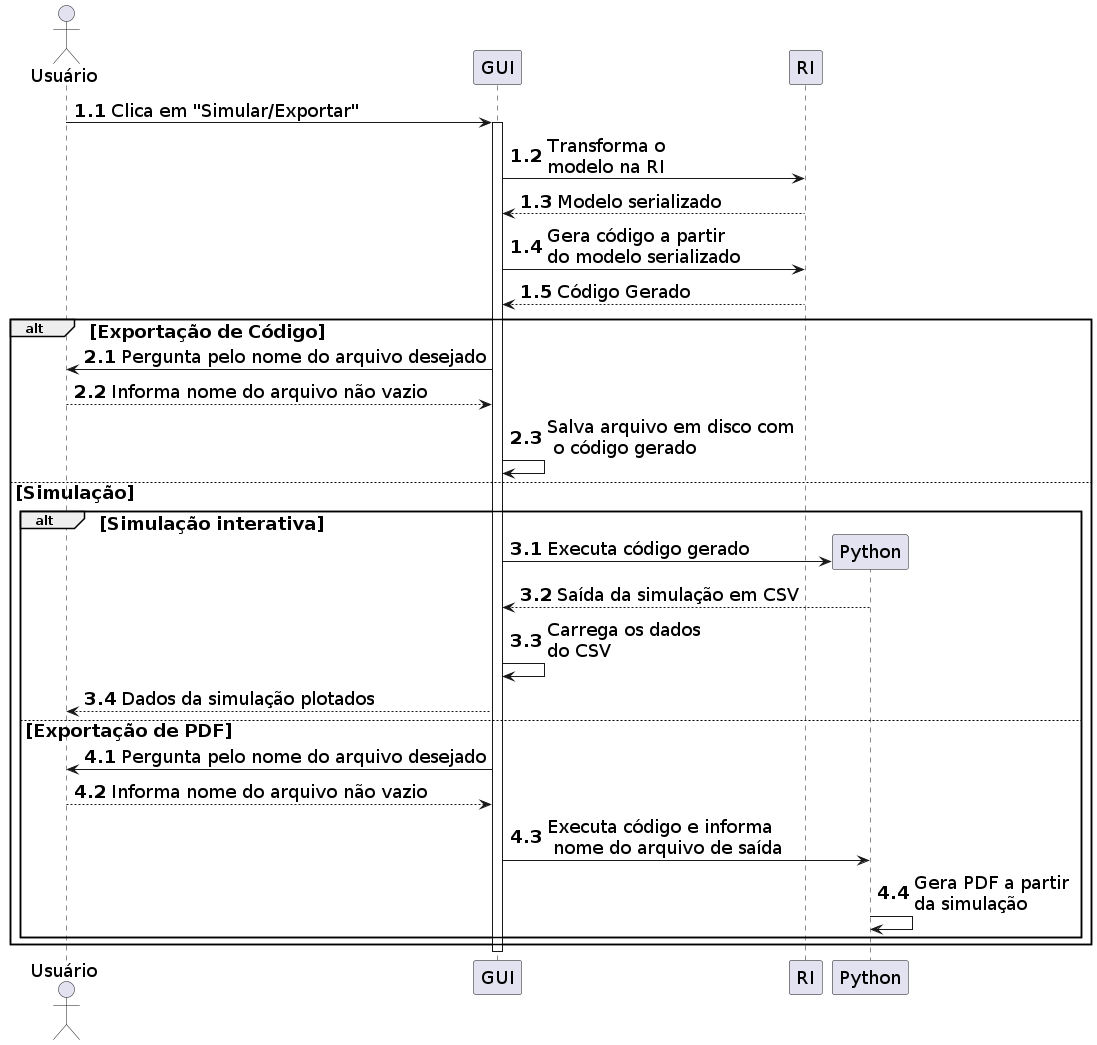 Usuário
GUI
RI
1.1 Clica em "Simular/Exportar"
1.2 Transforma o
modelo na RI
1.3 Modelo serializado
1.4 Gera código a partir
do modelo serializado
1.5 Código Gerado
alt [Exportação de Código]
2.1 Pergunta pelo nome do arquivo desejado
2.2 Informa nome do arquivo não vazio
2.3 Salva arquivo em disco com
o código gerado
[Simulação]
alt [Simulação interativa]
3.1 Executa código gerado
Python
3.2 Saída da simulação em CSV
3.3 Carrega os dados
do CSV
3.4 Dados da simulação plotados
[Exportação de PDF]
4.1 Pergunta pelo nome do arquivo desejado
4.2 Informa nome do arquivo não vazio
4.3 Executa código e informa
nome do arquivo de saída
4.4 Gera PDF a partir
da simulação
Usuário
GUI
RI
Python